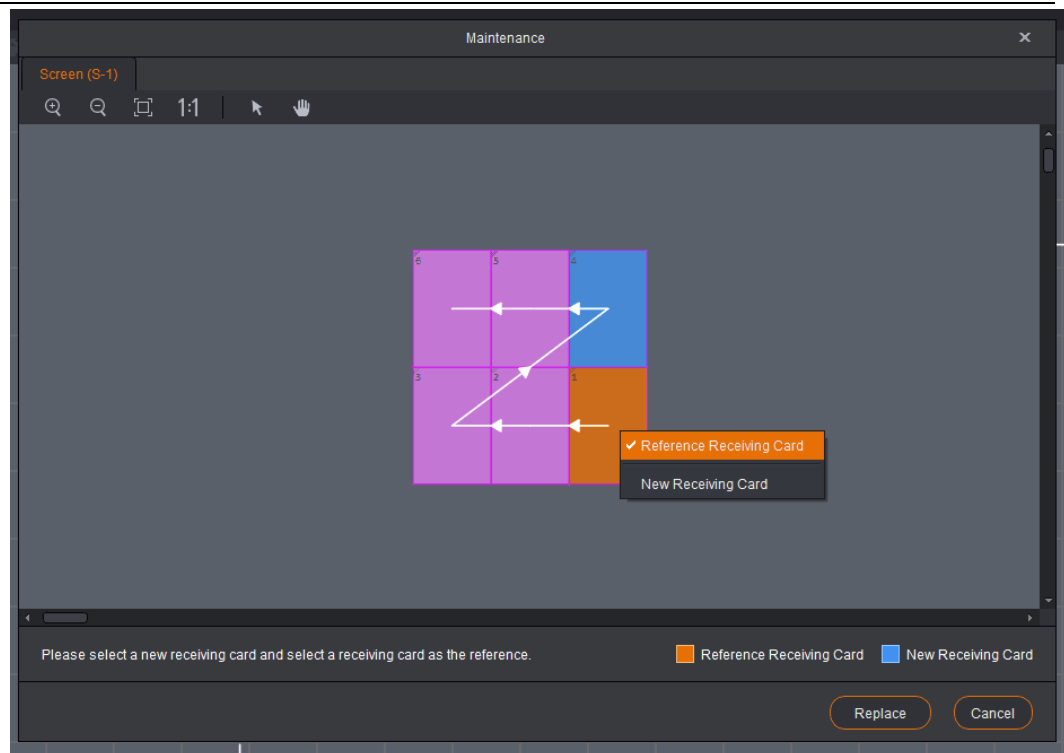 Maintenance
Screen (S-1)
1:1
6 5 4
3 2 1
Reference Receiving Card
New Receiving Card
Please select a new receiving card and select a receiving card as the reference.
Reference Receiving Card New Receiving Card
Replace Cancel